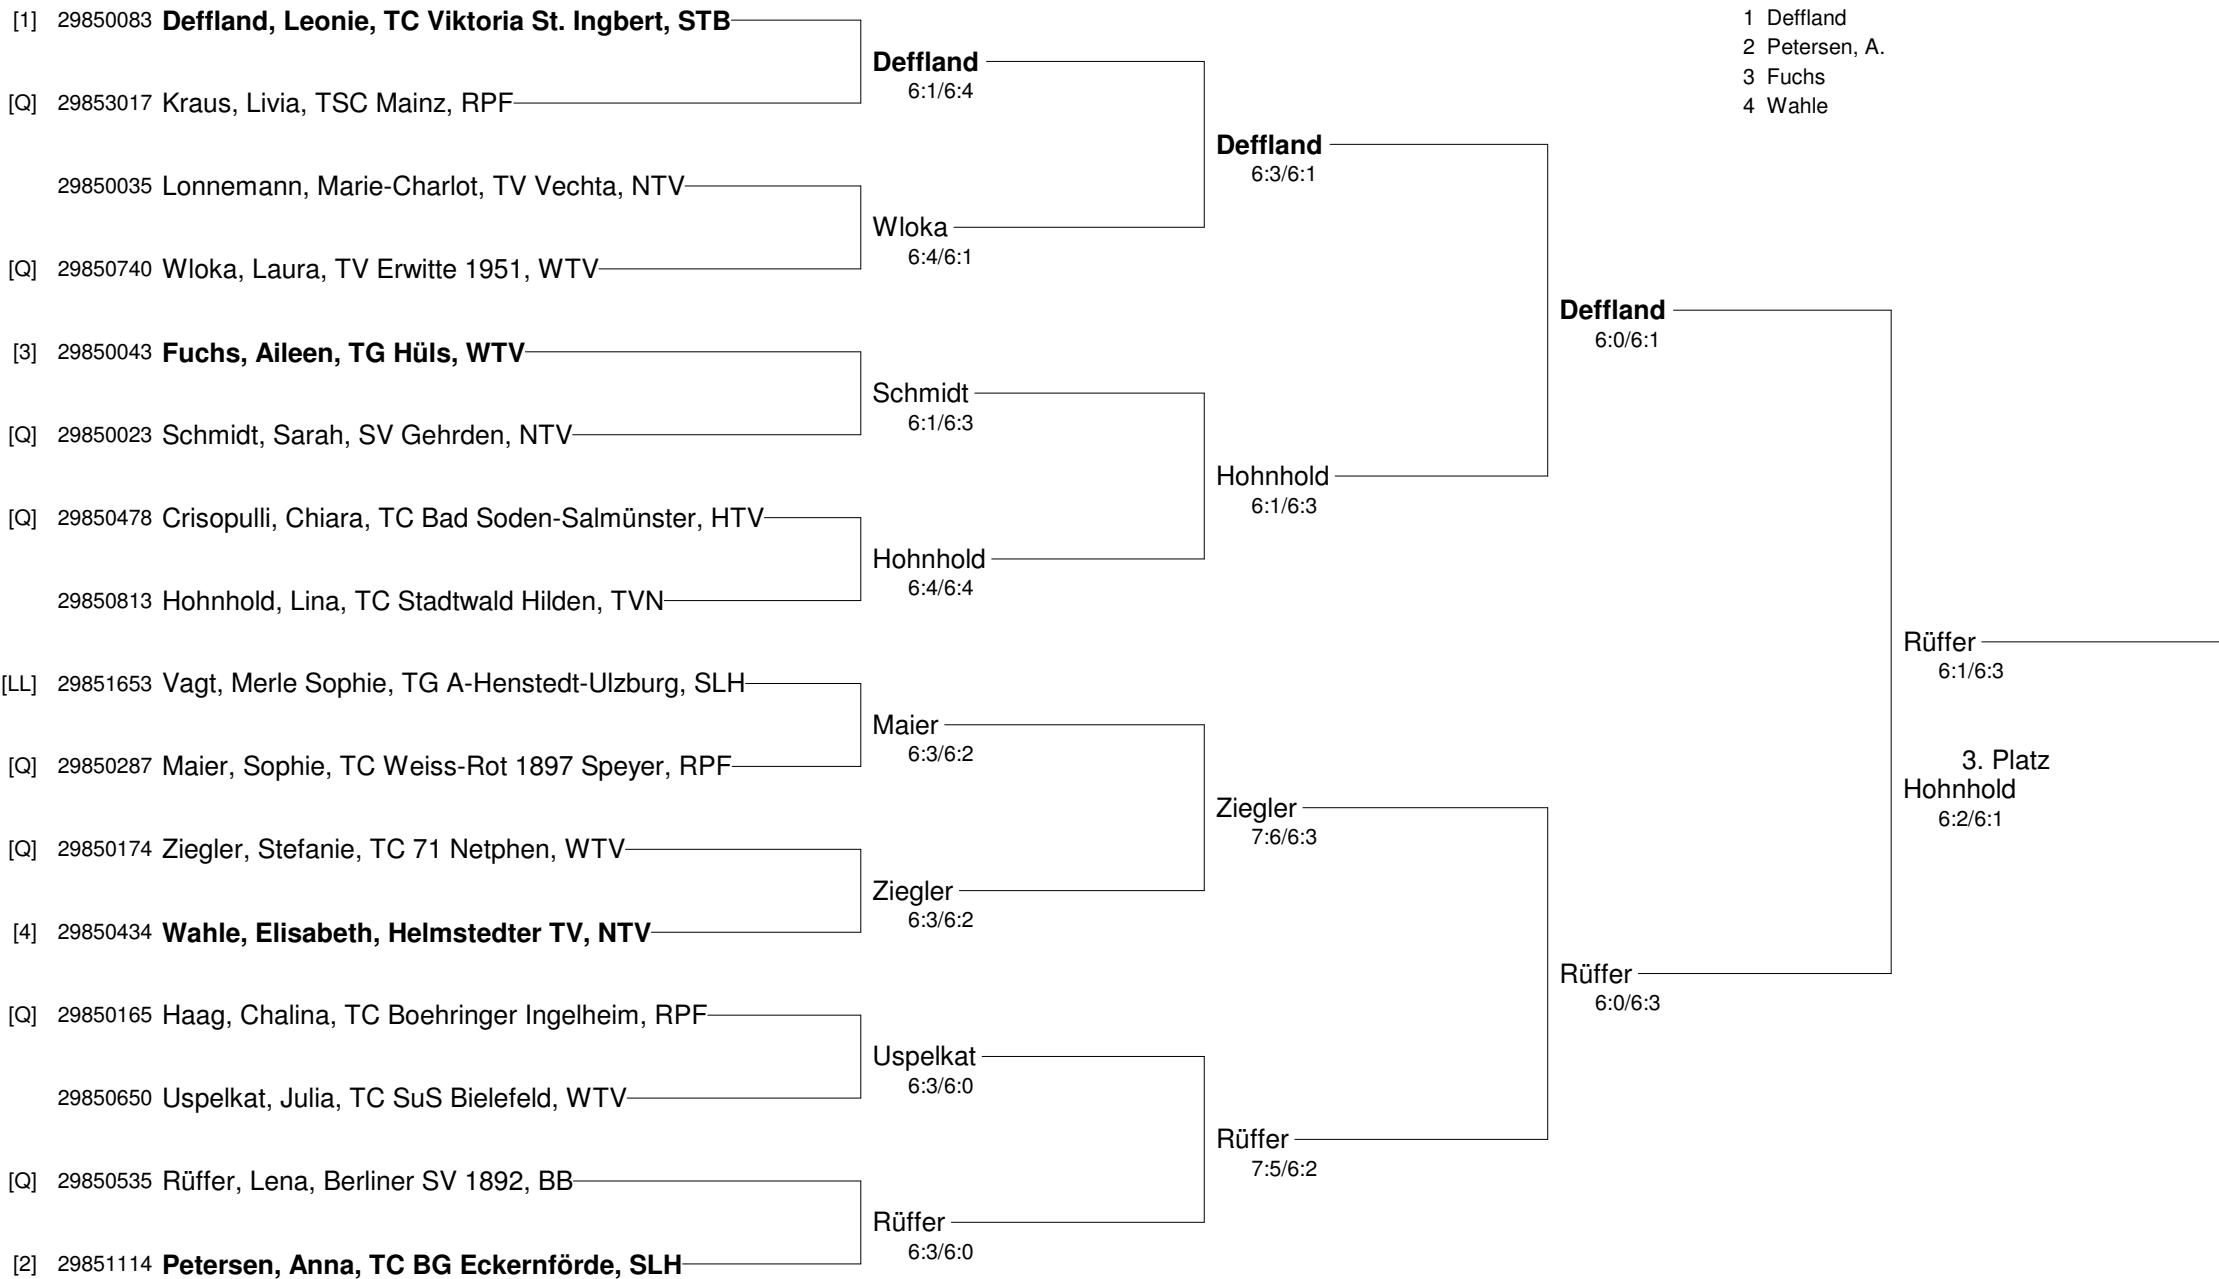 [1] 29850083 Deffland, Leonie, TC Viktoria St. Ingbert, STB
[Q] 29853017 Kraus, Livia, TSC Mainz, RPF
29850035 Lonnemann, Marie-Charlot, TV Vechta, NTV
[Q] 29850740 Wloka, Laura, TV Erwitte 1951, WTV
[3] 29850043 Fuchs, Aileen, TG Hüls, WTV
[Q] 29850023 Schmidt, Sarah, SV Gehrden, NTV
[Q] 29850478 Crisopulli, Chiara, TC Bad Soden-Salmünster, HTV
29850813 Hohnhold, Lina, TC Stadtwald Hilden, TVN
[LL] 29851653 Vagt, Merle Sophie, TG A-Henstedt-Ulzburg, SLH
[Q] 29850287 Maier, Sophie, TC Weiss-Rot 1897 Speyer, RPF
[Q] 29850174 Ziegler, Stefanie, TC 71 Netphen, WTV
[4] 29850434 Wahle, Elisabeth, Helmstedter TV, NTV
[Q] 29850165 Haag, Chalina, TC Boehringer Ingelheim, RPF
29850650 Uspelkat, Julia, TC SuS Bielefeld, WTV
[Q] 29850535 Rüffer, Lena, Berliner SV 1892, BB
[2] 29851114 Petersen, Anna, TC BG Eckernförde, SLH
Deffland
6:1/6:4
Wloka
6:4/6:1
Schmidt
6:1/6:3
Hohnhold
6:4/6:4
Maier
6:3/6:2
Ziegler
6:3/6:2
Uspelkat
6:3/6:0
Rüffer
6:3/6:0
Deffland
6:3/6:1
Hohnhold
6:1/6:3
Ziegler
7:6/6:3
Rüffer
7:5/6:2
Deffland
6:0/6:1
Rüffer
6:0/6:3
1 Deffland
2 Petersen, A.
3 Fuchs
4 Wahle
Rüffer
6:1/6:3
3. Platz
Hohnhold
6:2/6:1